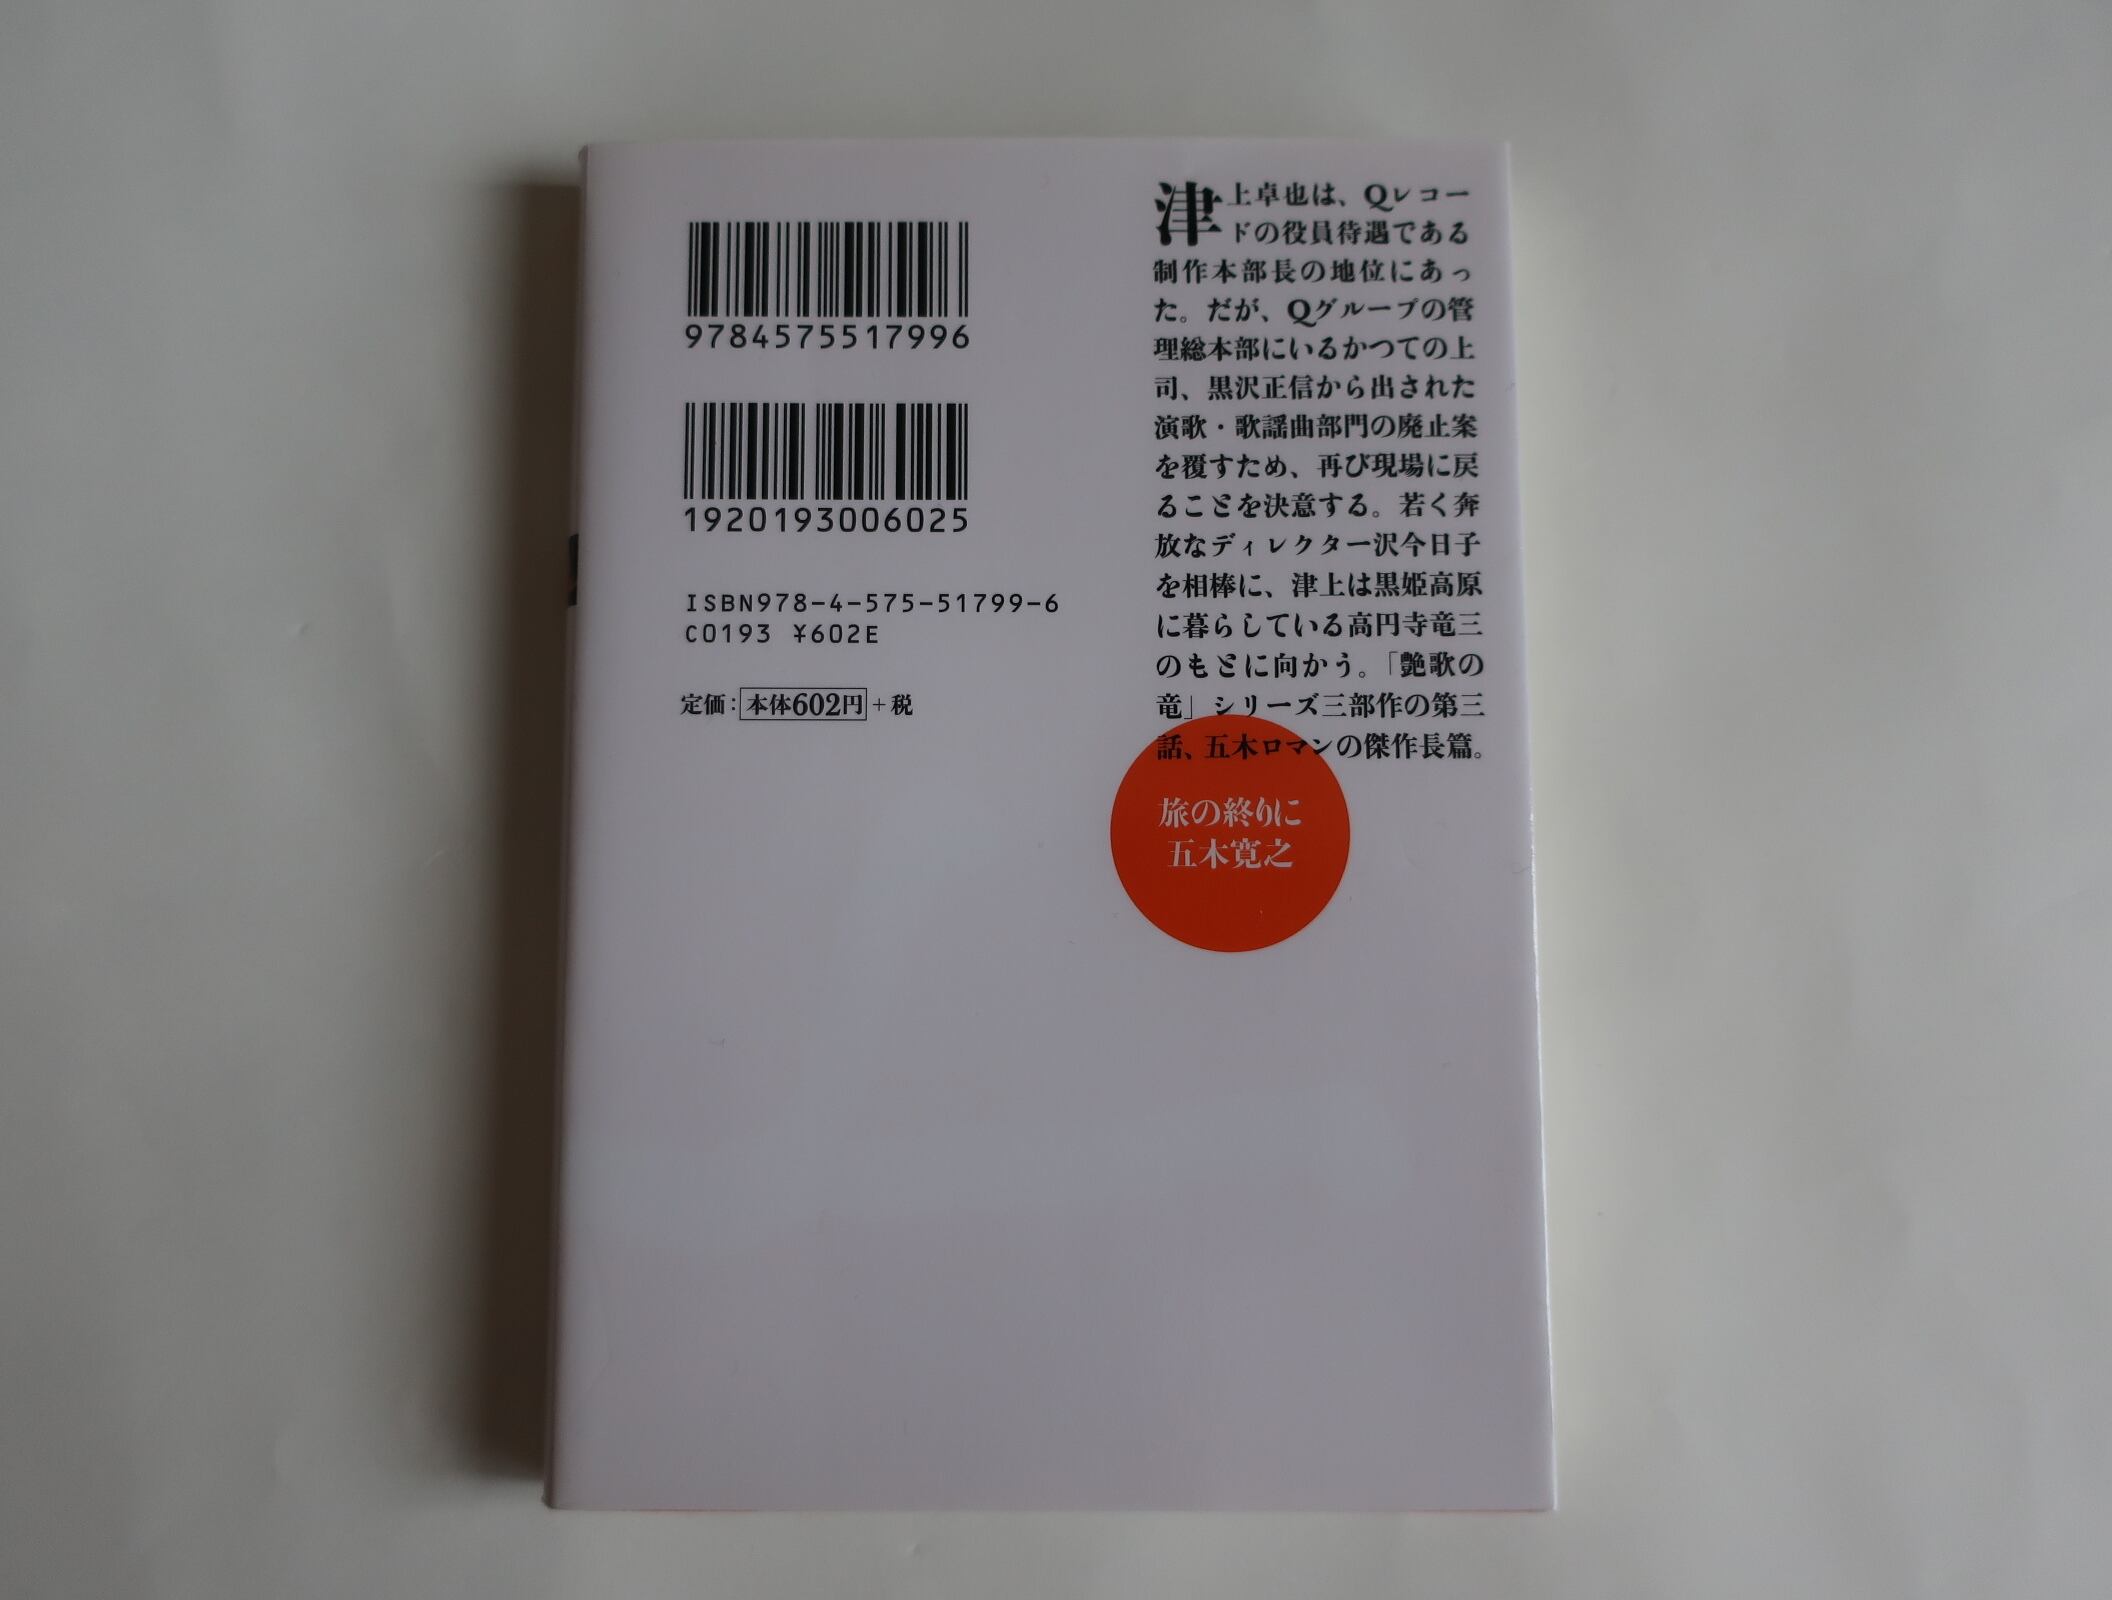 9784575517996
1920193006025
ISBN978-4-575-51799-6
C0193 ¥602E
定価：本体602円＋税
津上卓也は、Qレコー
ドの役員待遇である
制作本部長の地位にあっ
た。だが、Qグループの管
理総本部にいるかつての上
司、黒沢正信から出された
演歌・歌謡曲部門の廃止案
を覆すため、再び現場に戻
ることを決意する。若く奔
放なディレクター沢今日子
を相棒に、津上は黒姫高原
に暮らしている高円寺竜三
のもとに向かう。「艶歌の
竜」シリーズ三部作の第三
話、五木ロマンの傑作長篇。
旅の終りに
五木寛之